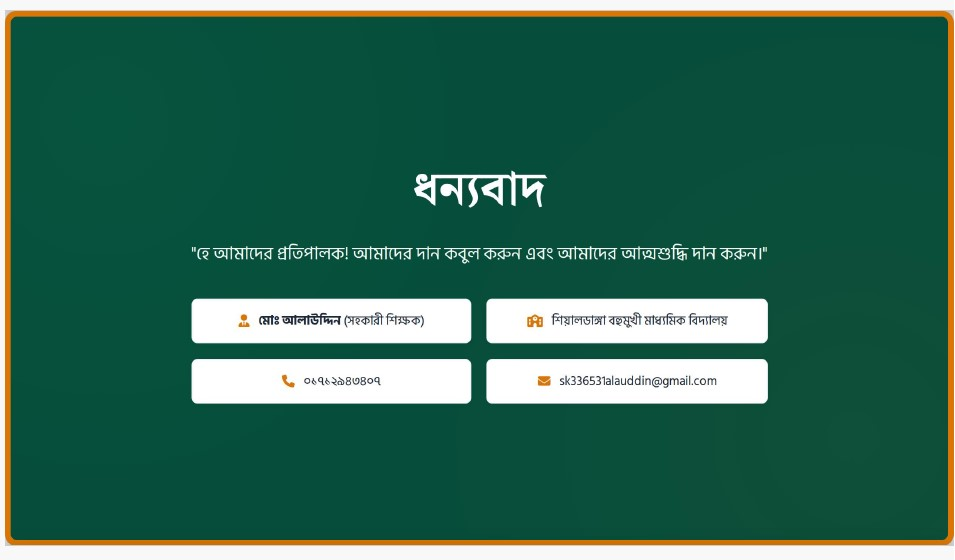 ধন্যবাদ
"হে আমাদের প্রতিপালক! আমাদের দান কবুল করুন এবং আমাদের আত্মশুদ্ধি দান করুন।"
মোঃ আলাউদ্দিন (সহকারী শিক্ষক)
শিয়ালডাঙ্গা বহুমুখী মাধ্যমিক বিদ্যালয়
০১৭১২৯৪৩৪০৭
sk336531alauddin@gmail.com